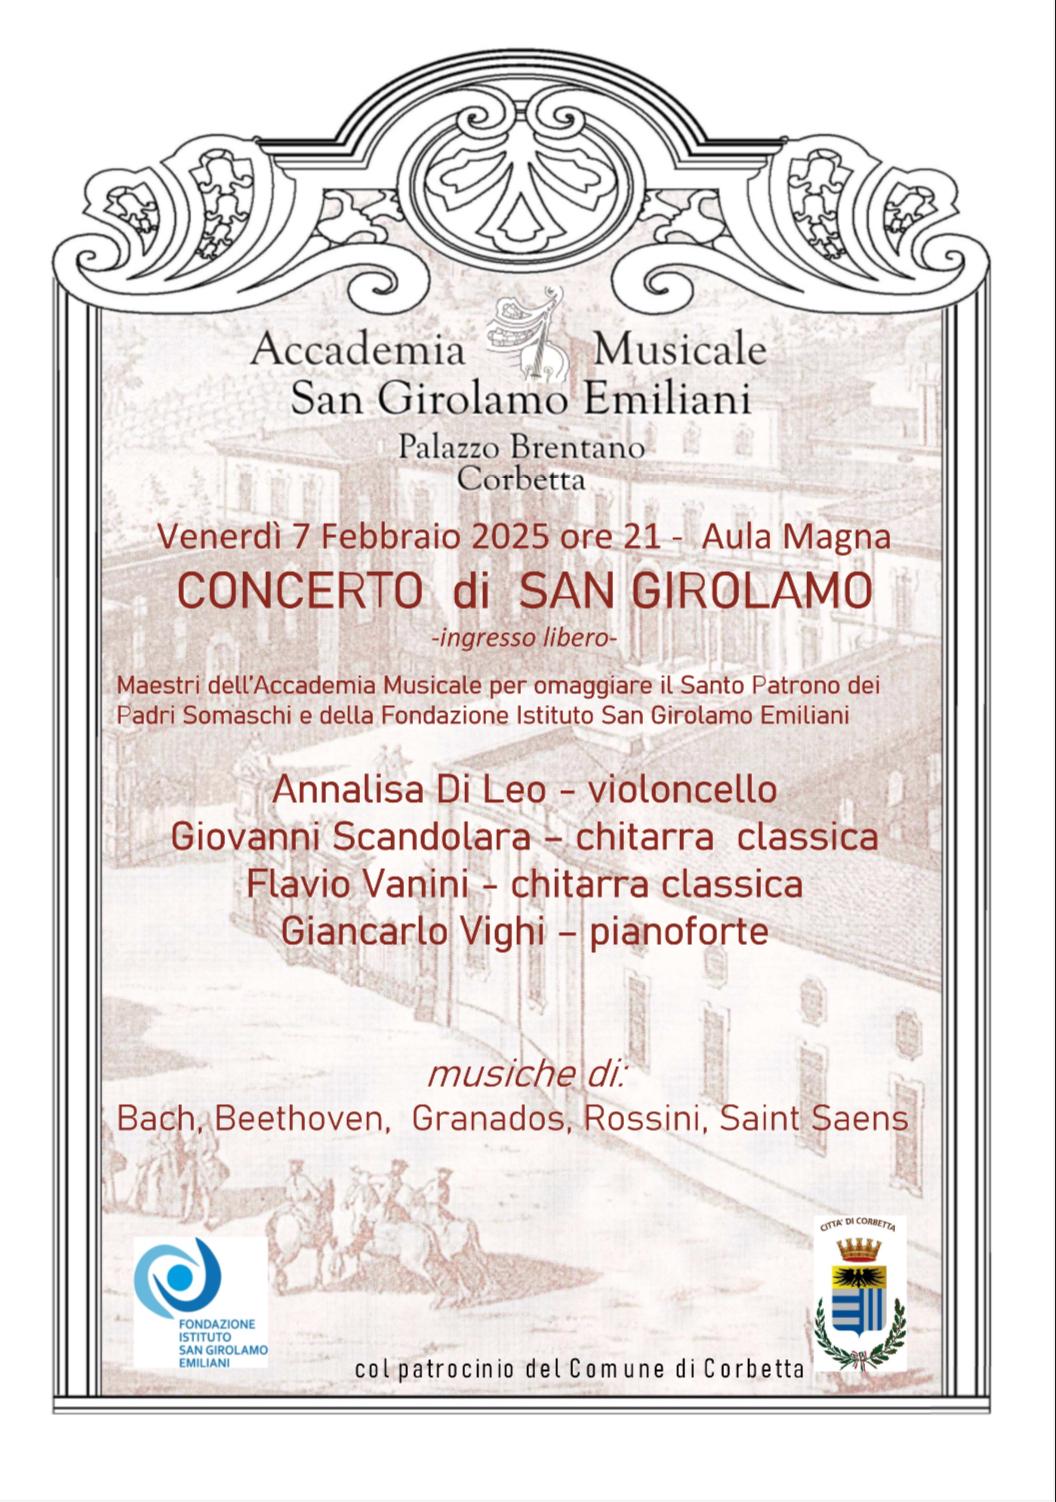 Accademia Musicale
San Girolamo Emiliani
Palazzo Brentano
Corbetta
Venerdì 7 Febbraio 2025 ore 21 - Aula Magna
CONCERTO di SAN GIROLAMO
-ingresso libero-
Maestri dell'Accademia Musicale per omaggiare il Santo Patrono dei
Padri Somaschi e della Fondazione Istituto San Girolamo Emiliani
Annalisa Di Leo – violoncello
Giovanni Scandolara – chitarra classica
Flavio Vanini - chitarra classica
Giancarlo Vighi – pianoforte
musiche di:
Bach, Beethoven, Granados, Rossini, Saint Saens
FONDAZIONE
ISTITUTO
SAN GIROLAMO
EMILIANI
col patrocinio del Comune di Corbetta
CITTA' DI CORBETTA